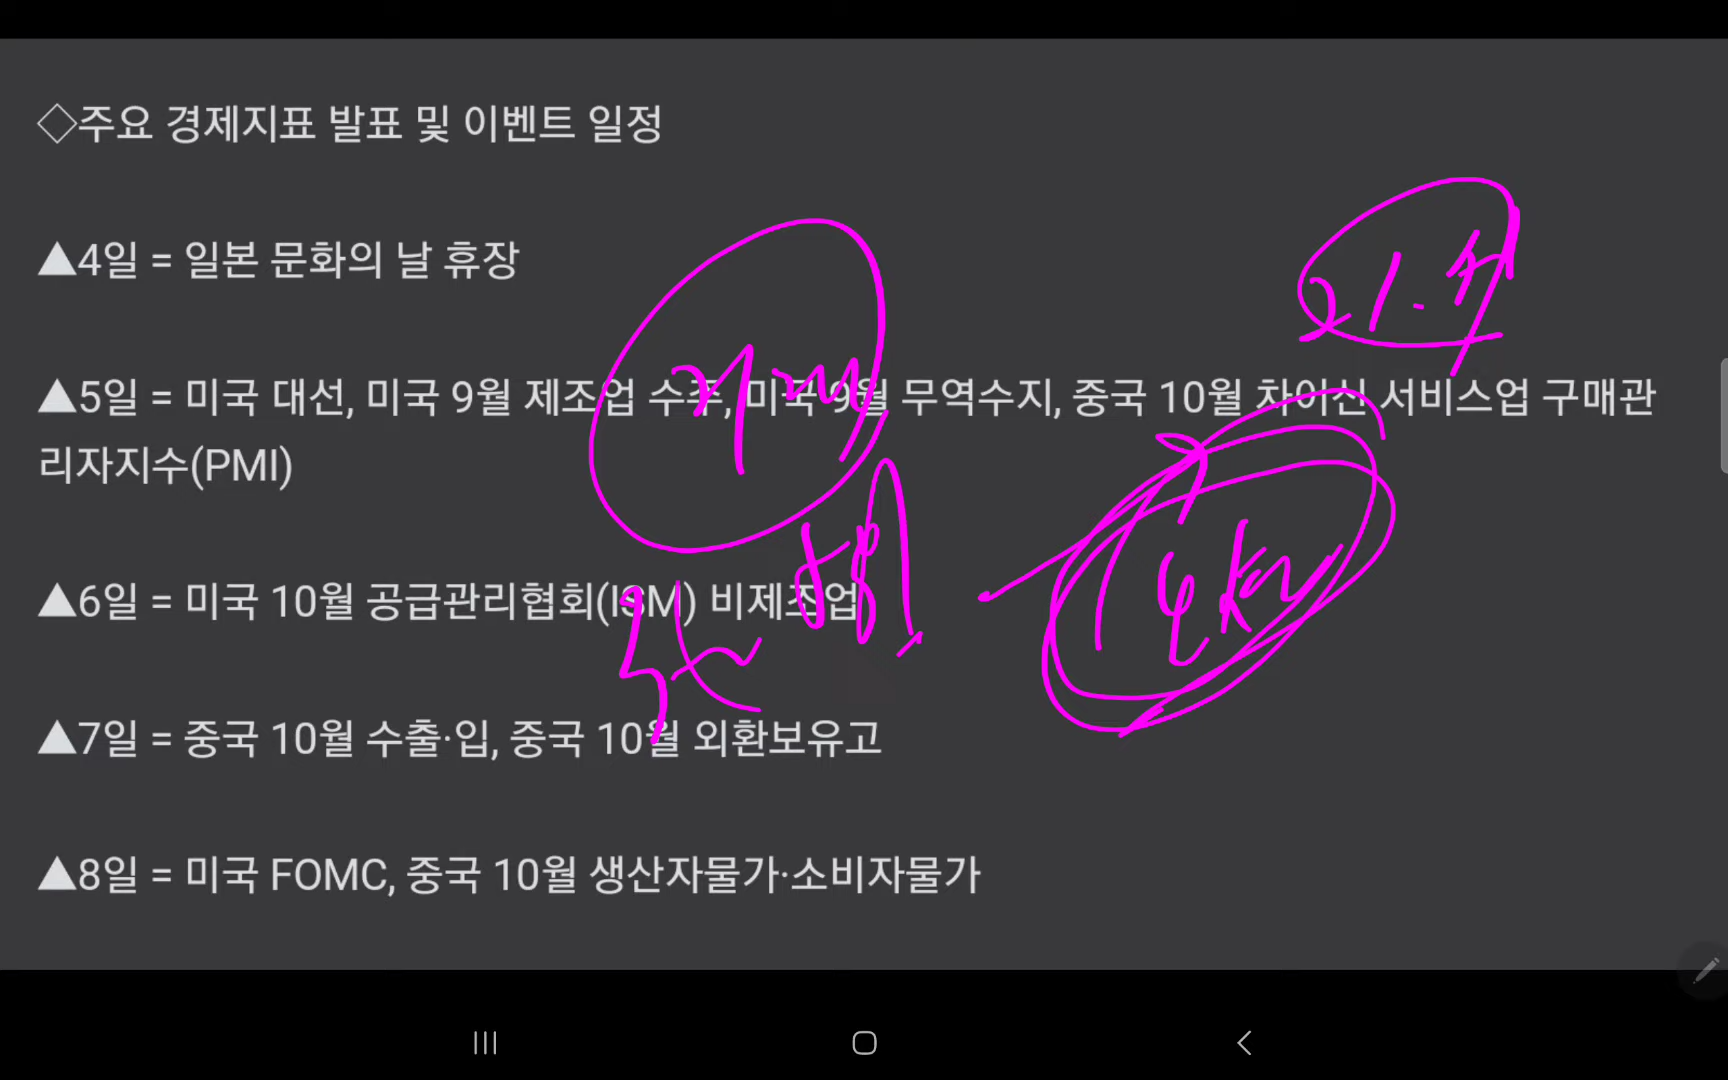 ◇주요 경제지표 발표 및 이벤트 일정
▲4일 = 일본 문화의 날 휴장
▲5일 = 미국 대선, 미국 9월 제조업 수주, 미국 9월 무역수지, 중국 10월 차이신 서비스업 구매관
리자지수(PMI)
▲6일 = 미국 10월 공급관리협회(ISM) 비제조업
▲7일 = 중국 10월 수출·입, 중국 10월 외환보유고
▲8일 = 미국 FOMC, 중국 10월 생산자물가·소비자물가